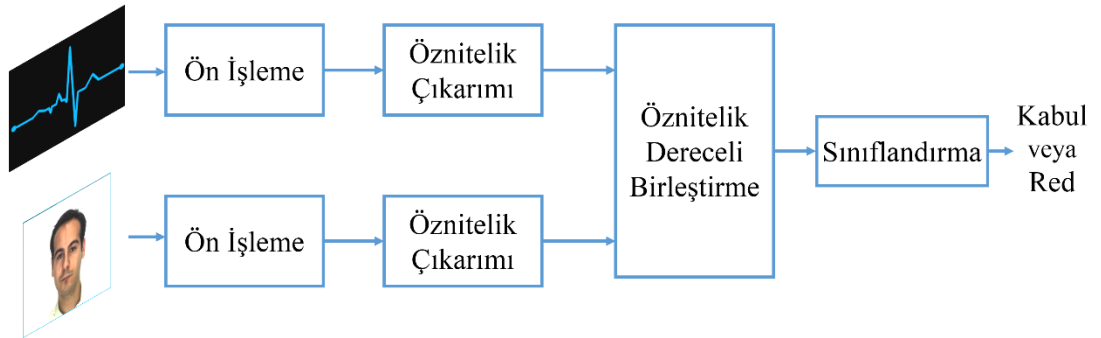 Ön İşleme
Öznitelik
Çıkarımı
Öznitelik
Dereceli
Birleştirme
Sınıflandırma
Kabul
veya
Red
Ön İşleme
Öznitelik
Çıkarımı